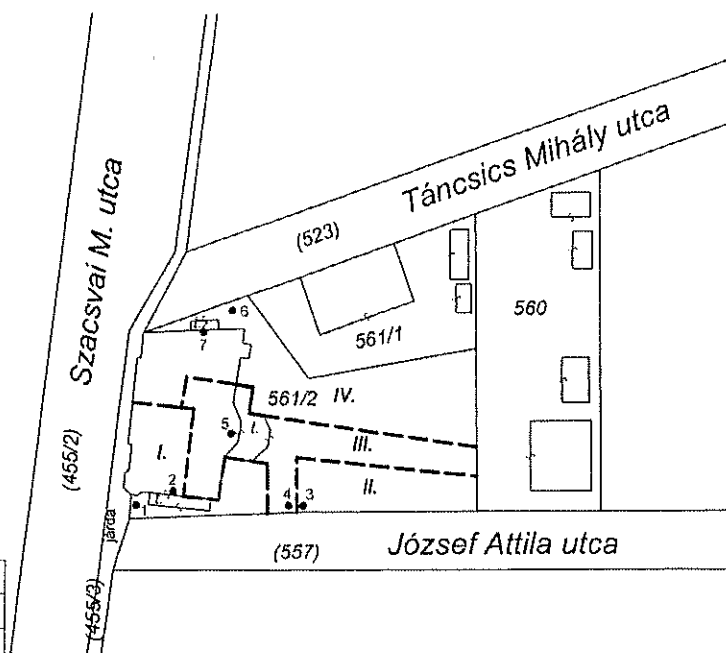 Táncsics Mihály utca
(523)
Szacsvai M. utca
(455/2)
560
561/1
6
7
561/2
IV.
I.
5
III.
I.
II.
2
1
4
3
járda
(557)
József Attila utca
(455/3)